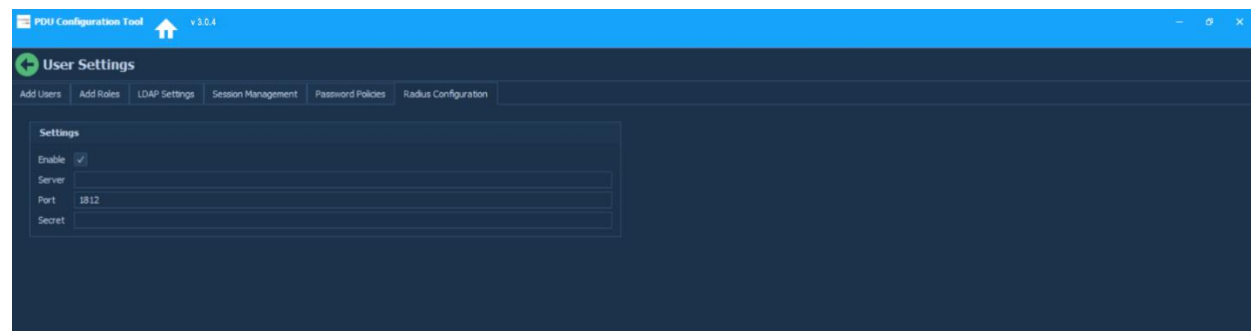 PDU Configuration Tool v 3.0.4
User Settings
Add Users Add Roles LDAP Settings Session Management Password Policies Radius Configuration
Settings
Enable
Server
Port 1812
Secret